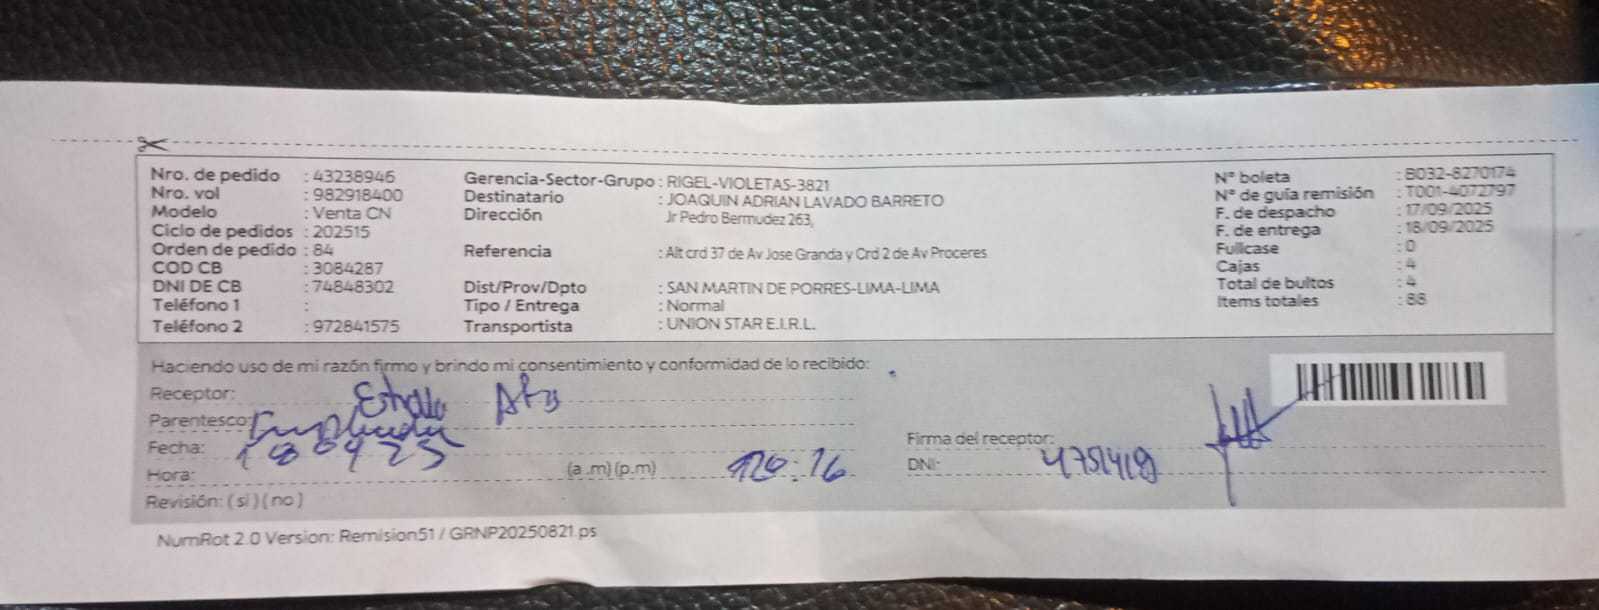 Nro. de pedido : 43238946
Nro. vol : 982918400
Modelo : Venta CN
Ciclo de pedidos : 202515
Orden de pedido : 84
COD CB : 3084287
DNI DE CB : 74848302
Teléfono 1 :
Teléfono 2 : 972841575
Gerencia-Sector-Grupo : RIGEL-VIOLETAS-3821
Destinatario : JOAQUIN ADRIAN LAVADO BARRETO
Dirección Jr Pedro Bermudez 263,
Referencia : Alt crd 37 de Av Jose Granda y Crd 2 de Av Proceres
Dist/Prov/Dpto : SAN MARTIN DE PORRES-LIMA-LIMA
Tipo / Entrega : Normal
Transportista : UNION STAR E.I.R.L.
N° boleta : B032-8270174
N° de guía remisión : T001-4072797
F. de despacho : 17/09/2025
F. de entrega : 18/09/2025
Fullcase : 0
Cajas : 4
Total de bultos : 4
Items totales : 88
Haciendo uso de mi razón firmo y brindo mi consentimiento y conformidad de lo recibido:
Receptor:
Parentesco:
Fecha: 180925
Hora: (a .m) (p.m) :16
Revisión: ( si ) ( no )
Firma del receptor:
DNI:
NumRot 2.0 Version: Remision51 / GRNP20250821.ps